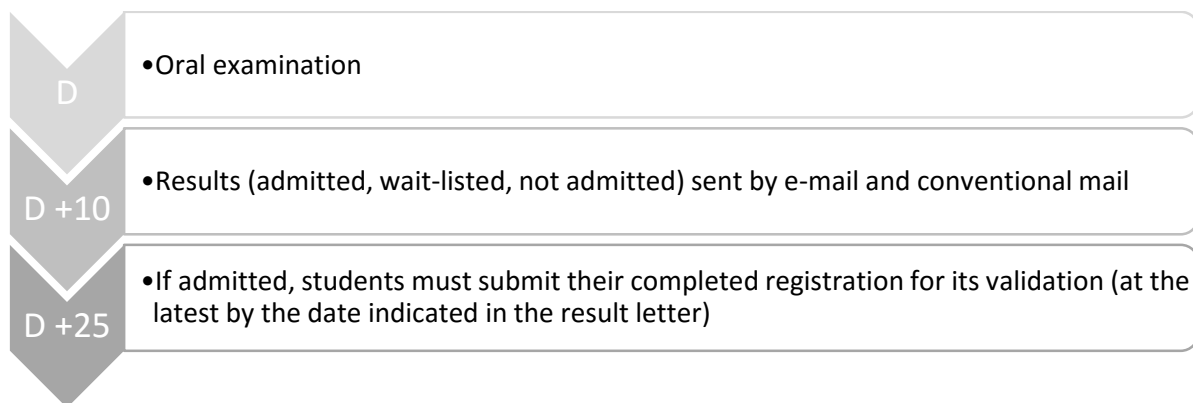 D
•Oral examination
D +10
•Results (admitted, wait-listed, not admitted) sent by e-mail and conventional mail
D +25
•If admitted, students must submit their completed registration for its validation (at the
latest by the date indicated in the result letter)